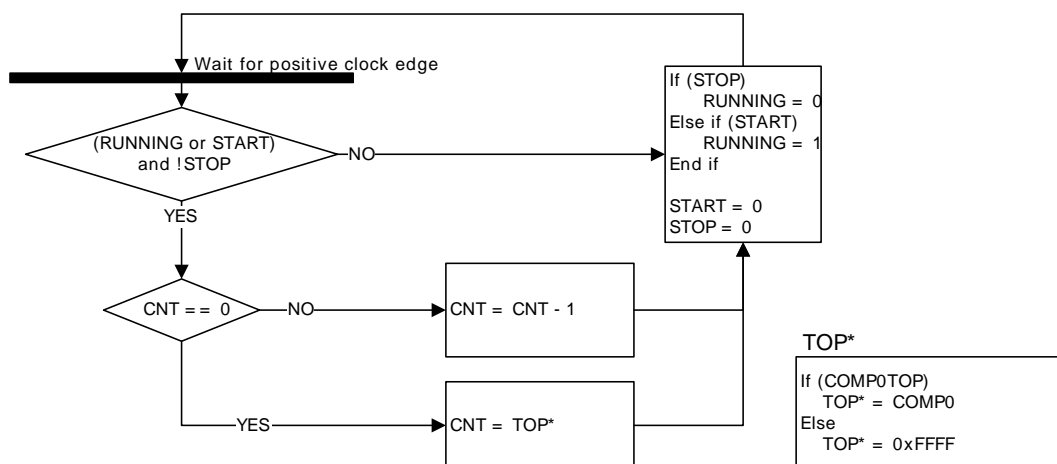 Wait for positive clock edge
(RUNNING or START)
and !STOP
NO
YES
If (STOP)
RUNNING = 0
Else if (START)
RUNNING = 1
End if
START = 0
STOP = 0
CNT == 0
NO
CNT = CNT - 1
YES
CNT = TOP*
TOP*
If (COMP0TOP)
TOP* = COMP0
Else
TOP* = 0xFFFF